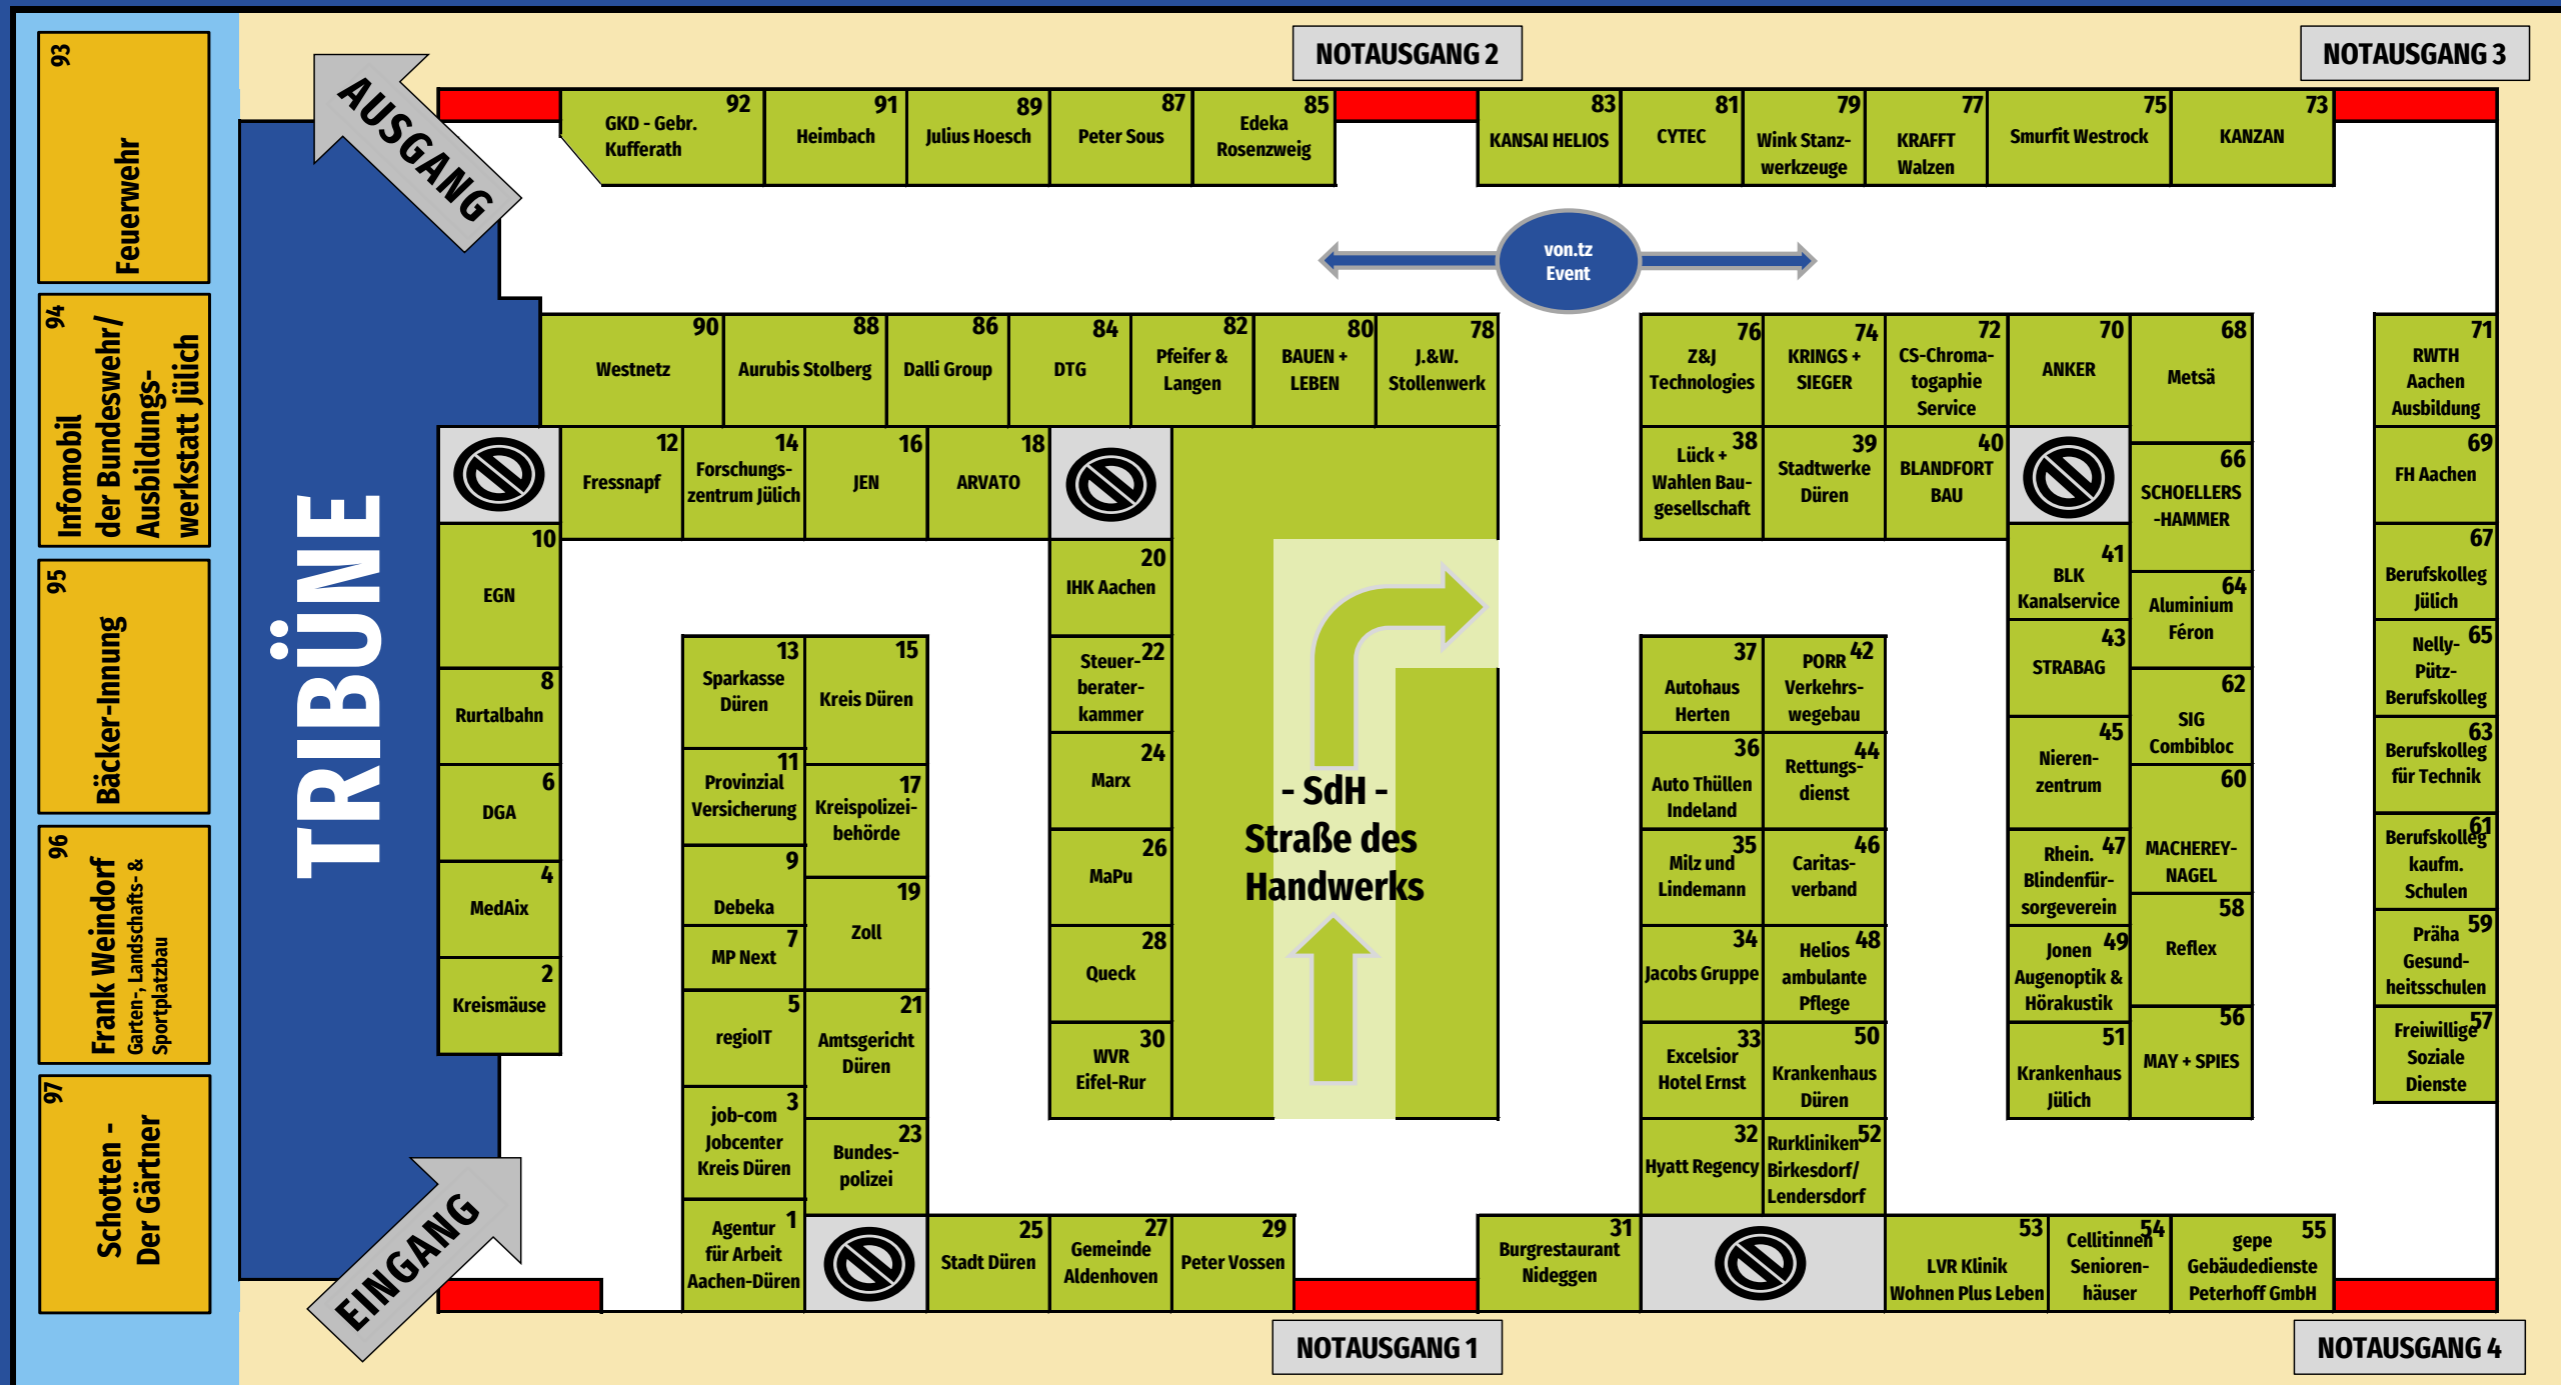 93
Feuerwehr
94
Infomobil
der Bundeswehr/
Ausbildungs-
werkstatt Jülich
95
Bäcker-Innung
96
Frank Weindorf
Garten-, Landschafts- &
Sportplatzbau
97
Schotten -
Der Gärtner
TRIBÜNE
AUSGANG
EINGANG
NOTAUSGANG 2
NOTAUSGANG 3
92
GKD - Gebr.
Kufferath
91
Heimbach
89
Julius Hoesch
87
Peter Sous
85
Edeka
Rosenzweig
83
KANSAI HELIOS
81
CYTEC
79
Wink Stanz-
werkzeuge
77
KRAFFT
Walzen
75
Smurfit Westrock
73
KANZAN
von.tz
Event
90
Westnetz
88
Aurubis Stolberg
86
Dalli Group
84
DTG
82
Pfeifer &
Langen
80
BAUEN +
LEBEN
78
J.&W.
Stollenwerk
76
Z&J
Technologies
74
KRINGS +
SIEGER
72
CS-Chroma-
togaphie
Service
70
ANKER
68
Metsä
71
RWTH
Aachen
Ausbildung
12
Fressnapf
14
Forschungs-
zentrum Jülich
16
JEN
18
ARVATO
38
Lück +
Wahlen Bau-
gesellschaft
39
Stadtwerke
Düren
40
BLANDFORT
BAU
66
SCHOELLERS
-HAMMER
69
FH Aachen
10
EGN
8
Rurtalbahn
6
DGA
4
MedAix
2
Kreismäuse
13
Sparkasse
Düren
11
Provinzial
Versicherung
9
Debeka
7
MP Next
5
regioIT
3
job-com
Jobcenter
Kreis Düren
1
Agentur
für Arbeit
Aachen-Düren
15
Kreis Düren
17
Kreispolizei-
behörde
19
Zoll
21
Amtsgericht
Düren
23
Bundes-
polizei
20
IHK Aachen
22
Steuer-
berater-
kammer
24
Marx
26
MaPu
28
Queck
30
WVR
Eifel-Rur
- SdH -
Straße des
Handwerks
37
Autohaus
Herten
36
Auto Thüllen
Indeland
35
Milz und
Lindemann
34
Jacobs Gruppe
33
Excelsior
Hotel Ernst
32
Hyatt Regency
42
PORR
Verkehrs-
wegebau
44
Rettungs-
dienst
46
Caritas-
verband
48
Helios
ambulante
Pflege
50
Krankenhaus
Düren
52
Rurkliniken
Birkesdorf/
Lendersdorf
41
BLK
Kanalservice
43
STRABAG
45
Nieren-
zentrum
47
Rhein.
Blindenfür-
sorgeverein
49
Jonen
Augenoptik &
Hörakustik
51
Krankenhaus
Jülich
64
Aluminium
Féron
62
SIG
Combibloc
60
MACHEREY-
NAGEL
58
Reflex
56
MAY + SPIES
67
Berufskolleg
Jülich
65
Nelly-
Pütz-
Berufskolleg
63
Berufskolleg
für Technik
61
Berufskolleg
kaufm.
Schulen
59
Präha
Gesund-
heitsschulen
57
Freiwillige
Soziale
Dienste
25
Stadt Düren
27
Gemeinde
Aldenhoven
29
Peter Vossen
31
Burgrestaurant
Nideggen
53
LVR Klinik
Wohnen Plus Leben
54
Cellitinnen
Senioren-
häuser
55
gepe
Gebäudedienste
Peterhoff GmbH
NOTAUSGANG 1
NOTAUSGANG 4